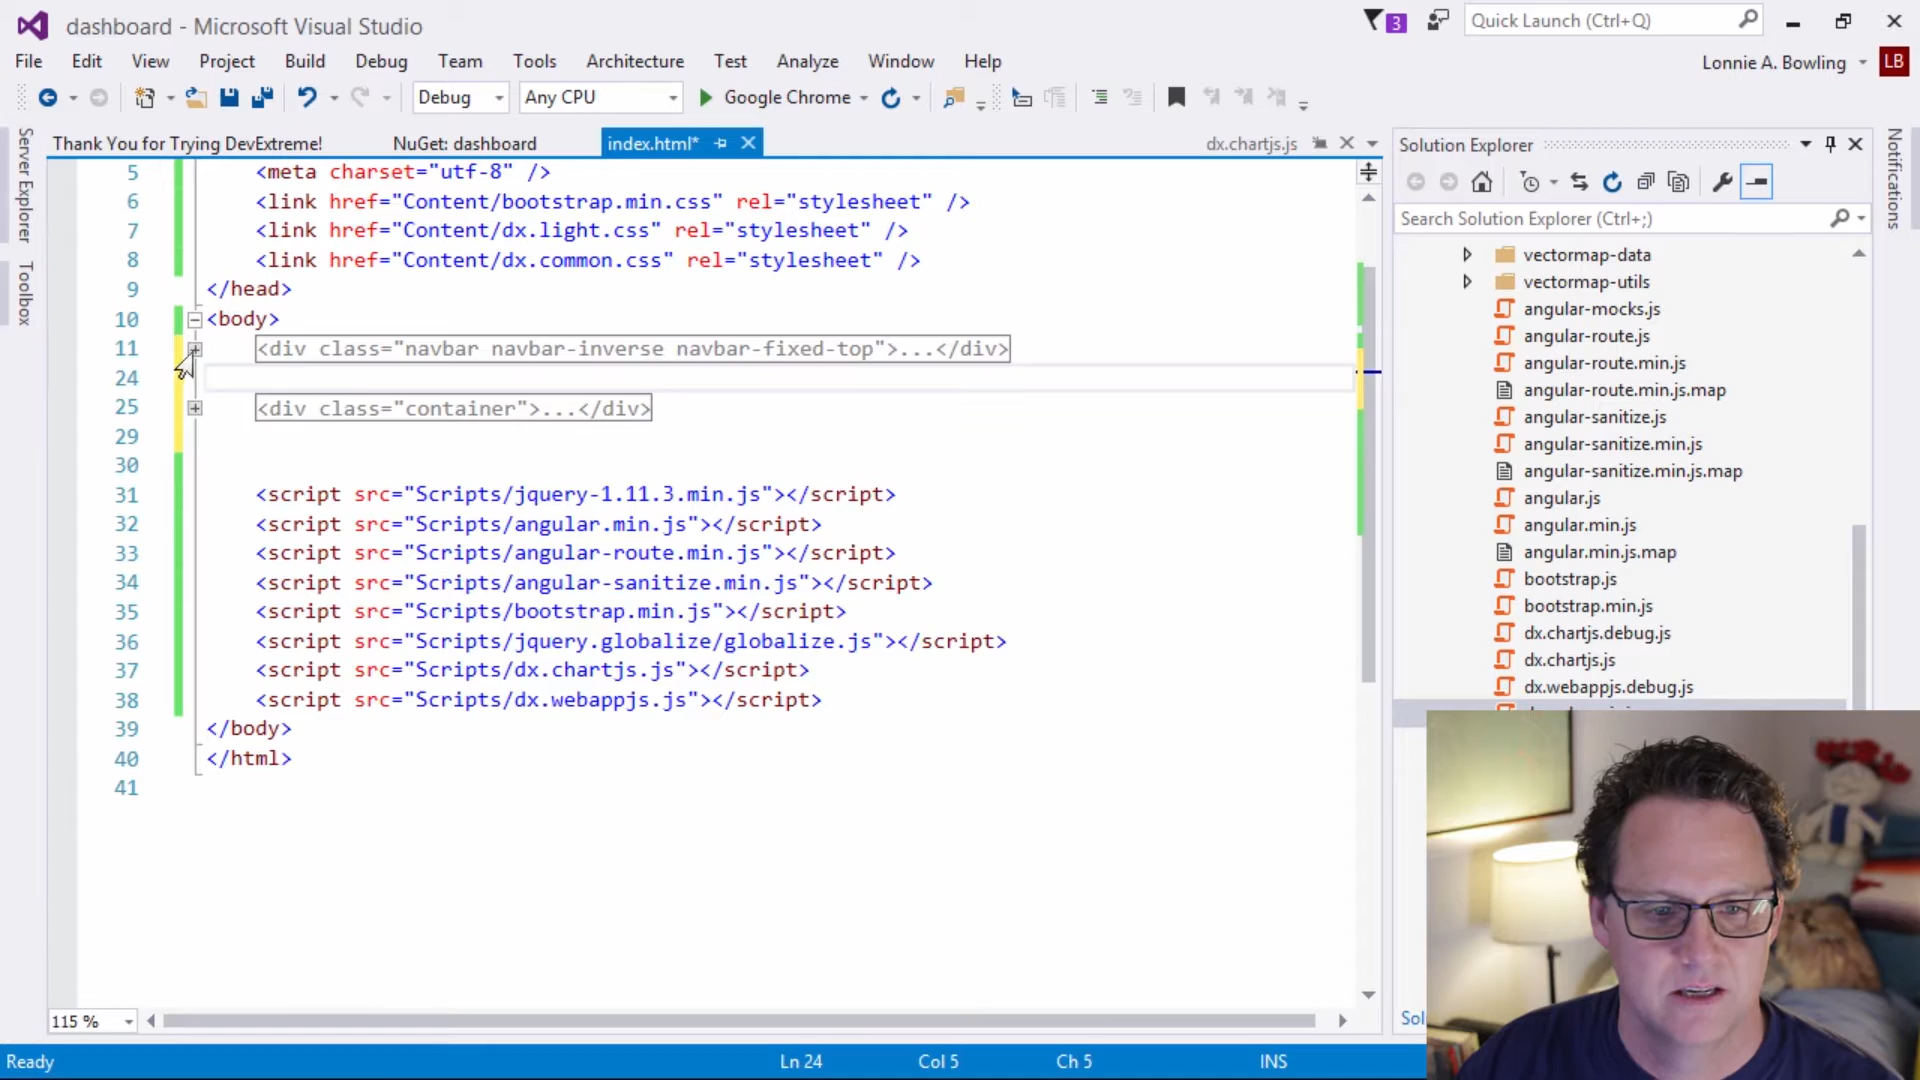 dashboard - Microsoft Visual Studio
3
Quick Launch (Ctrl+Q)
File Edit View Project Build Debug Team Tools Architecture Test Analyze Window Help
Lonnie A. Bowling
LB
Debug
Any CPU
Google Chrome
Server Explorer
Toolbox
Thank You for Trying DevExtreme!
NuGet: dashboard
index.html*
dx.chartjs.js
5 <meta charset="utf-8" />
6 <link href="Content/bootstrap.min.css" rel="stylesheet" />
7 <link href="Content/dx.light.css" rel="stylesheet" />
8 <link href="Content/dx.common.css" rel="stylesheet" />
9 </head>
10 <body>
11 <div class="navbar navbar-inverse navbar-fixed-top">...</div>
24
25 <div class="container">...</div>
29
30
31 <script src="Scripts/jquery-1.11.3.min.js"></script>
32 <script src="Scripts/angular.min.js"></script>
33 <script src="Scripts/angular-route.min.js"></script>
34 <script src="Scripts/angular-sanitize.min.js"></script>
35 <script src="Scripts/bootstrap.min.js"></script>
36 <script src="Scripts/jquery.globalize/globalize.js"></script>
37 <script src="Scripts/dx.chartjs.js"></script>
38 <script src="Scripts/dx.webappjs.js"></script>
39 </body>
40 </html>
41
115 %
Solution Explorer
Search Solution Explorer (Ctrl+;)
vectormap-data
vectormap-utils
angular-mocks.js
angular-route.js
angular-route.min.js
angular-route.min.js.map
angular-sanitize.js
angular-sanitize.min.js
angular-sanitize.min.js.map
angular.js
angular.min.js
angular.min.js.map
bootstrap.js
bootstrap.min.js
dx.chartjs.debug.js
dx.chartjs.js
dx.webappjs.debug.js
Sol
Notifications
Ready
Ln 24
Col 5
Ch 5
INS